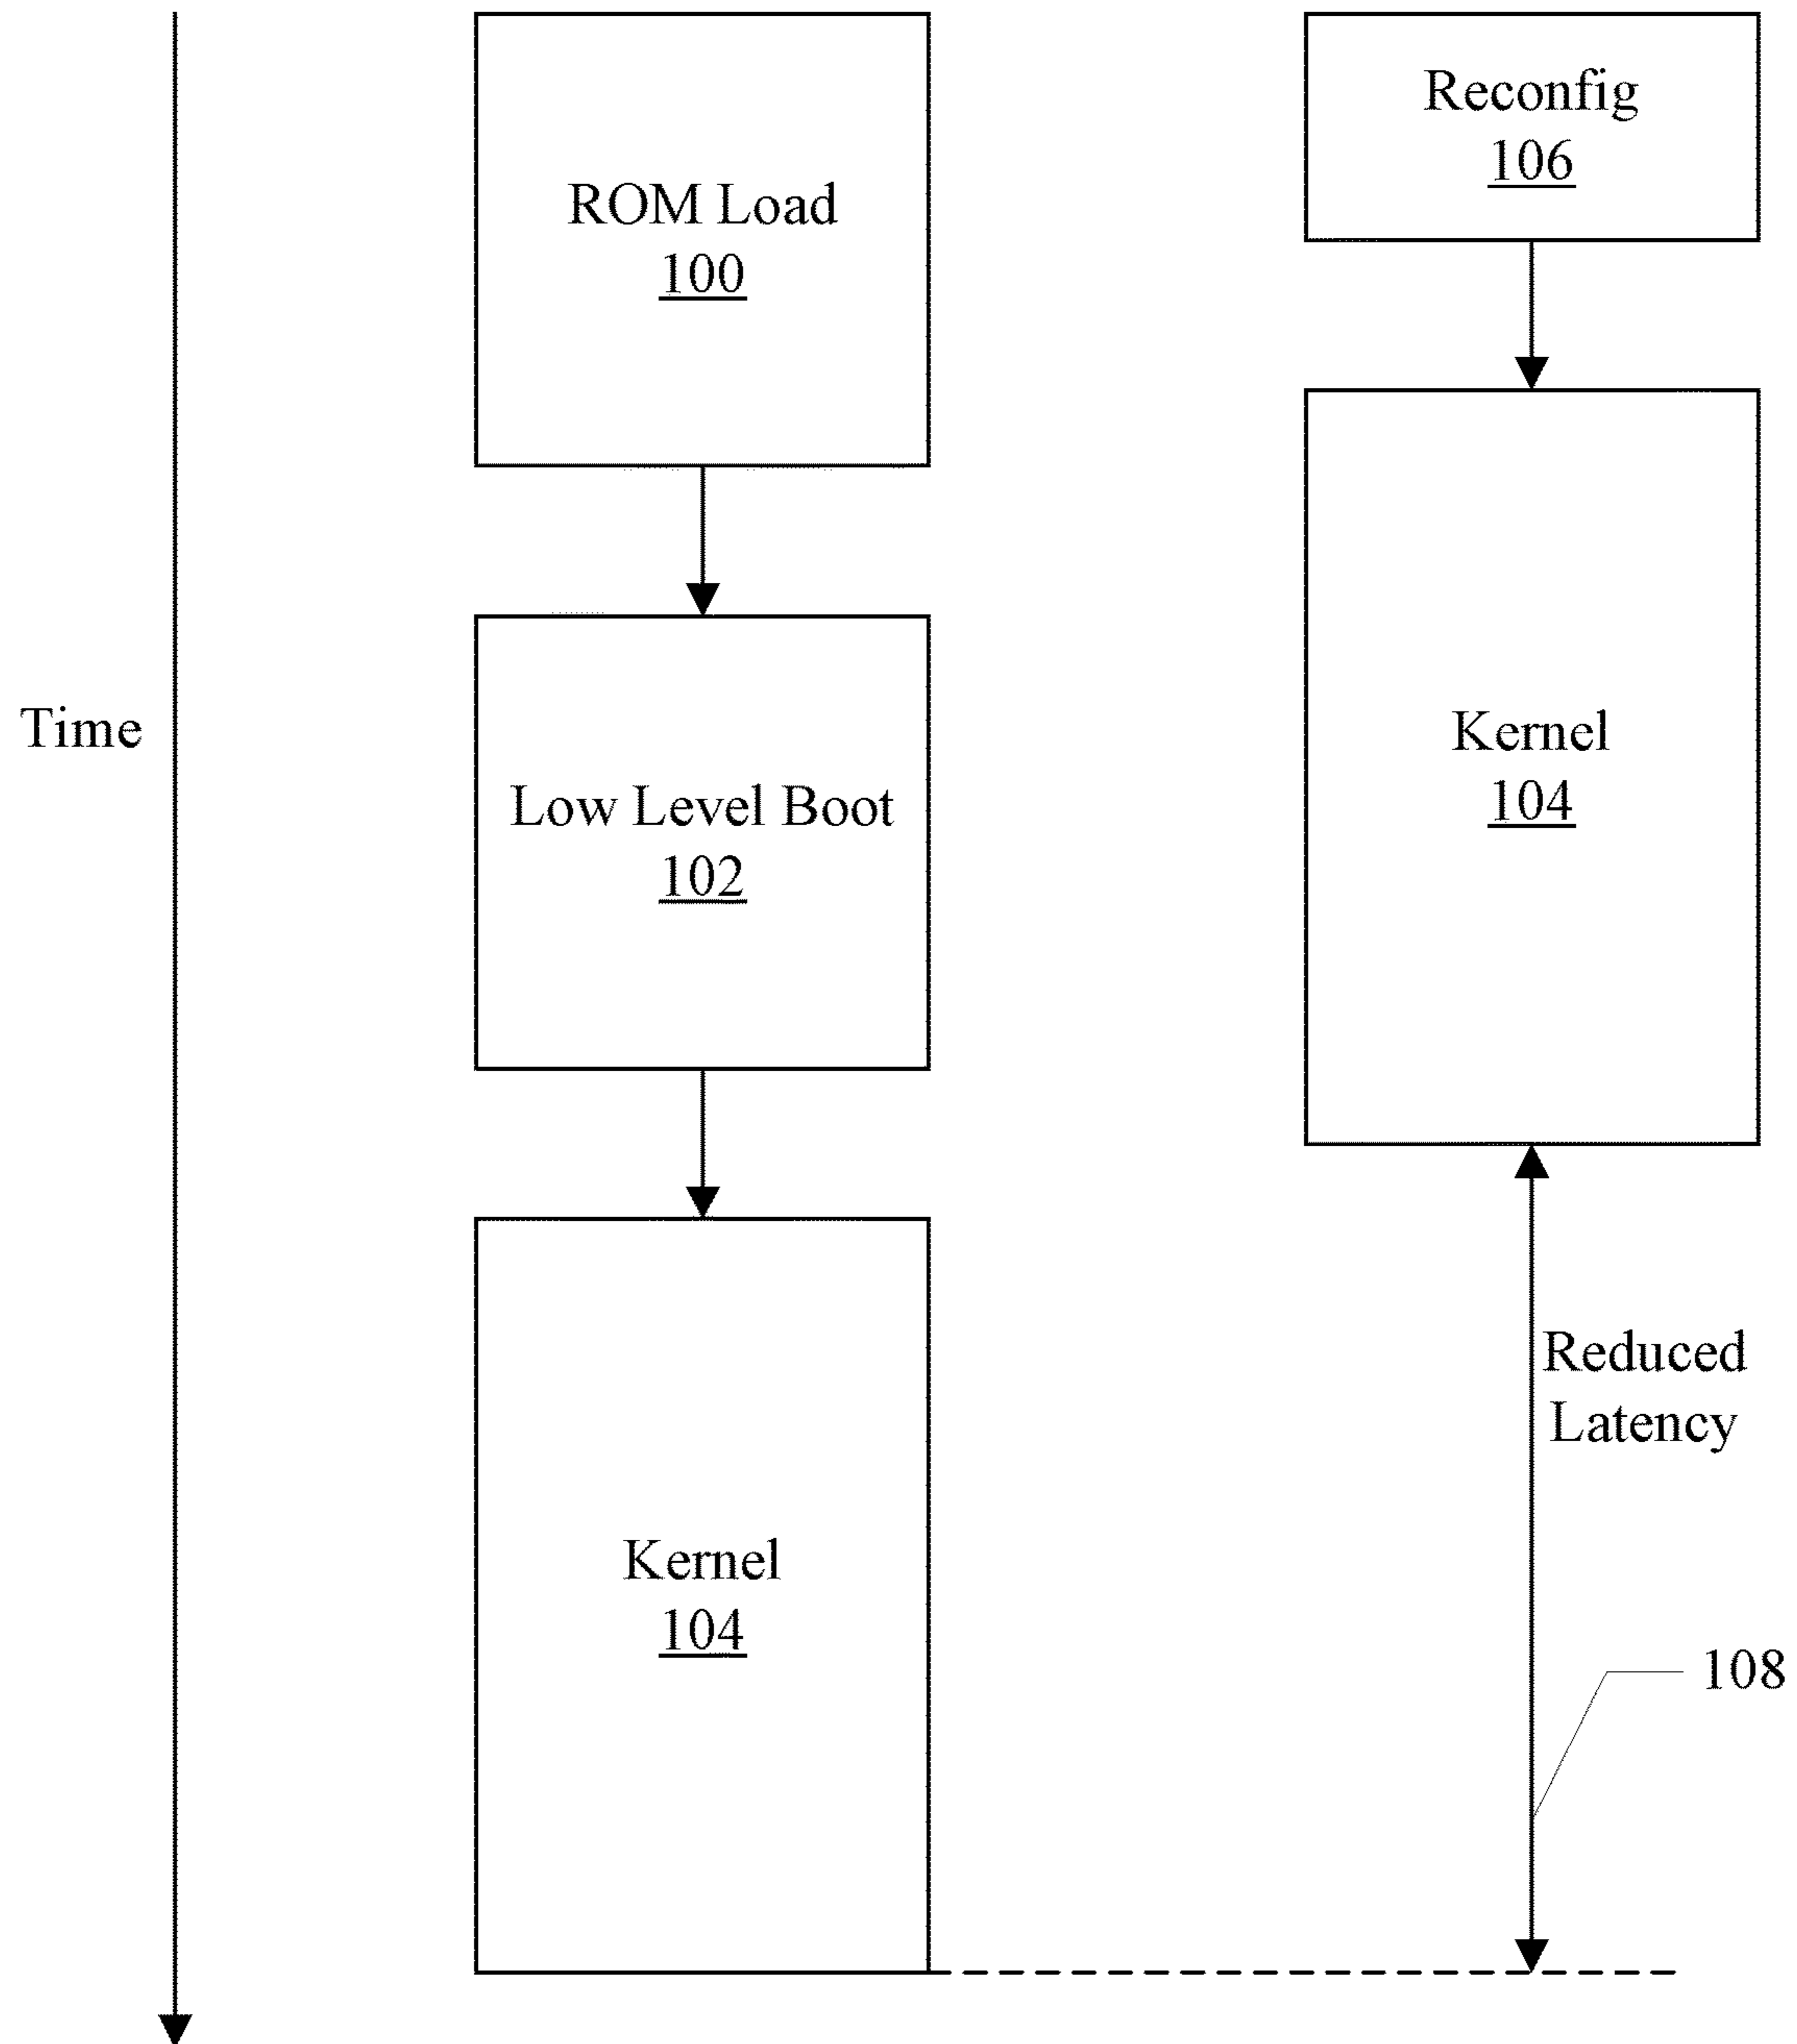 Time
ROM Load
100
Low Level Boot
102
Kernel
104
Reconfig
106
Kernel
104
Reduced
Latency
108